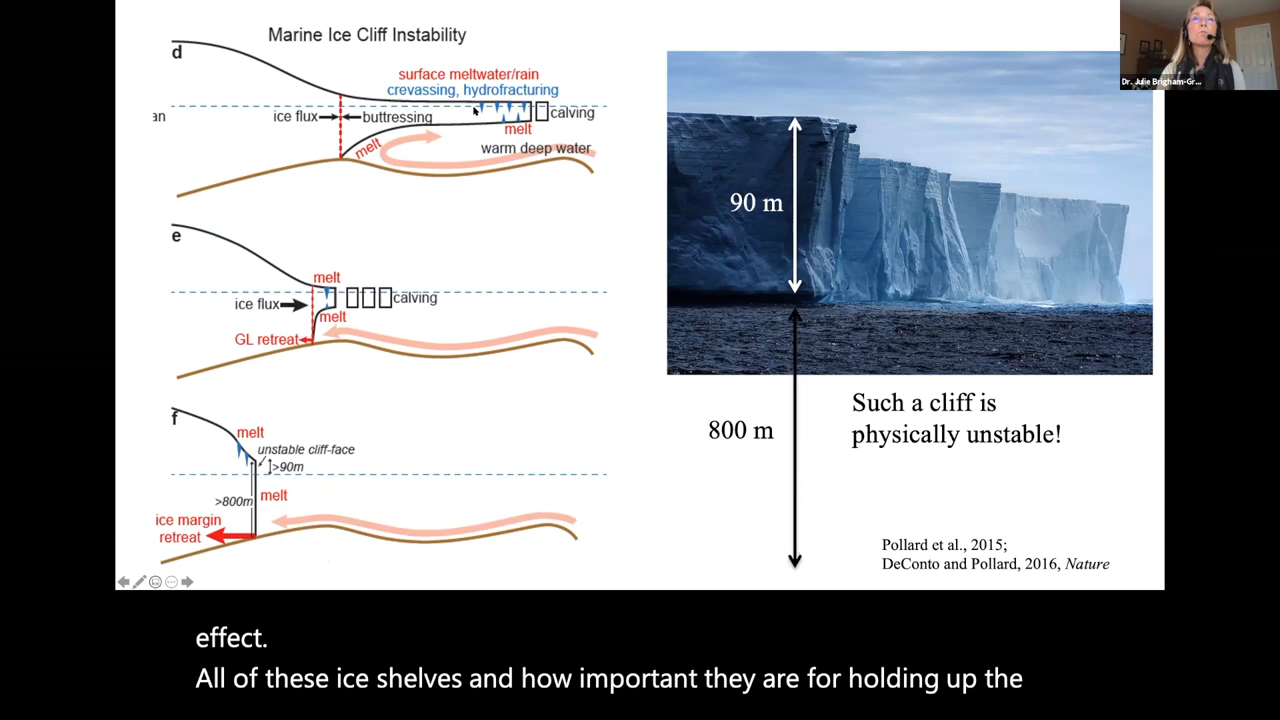 Marine Ice Cliff Instability
d
surface meltwater/rain
crevassing, hydrofracturing
an
ice flux
buttressing
calving
melt
melt
warm deep water
e
melt
ice flux
calving
melt
GL retreat
f
melt
unstable cliff-face
>90m
>800m
melt
ice margin
retreat
90 m
800 m
Such a cliff is
physically unstable!
Pollard et al., 2015;
DeConto and Pollard, 2016, Nature
Dr. Julie Brigham-Gr...
effect.
All of these ice shelves and how important they are for holding up the